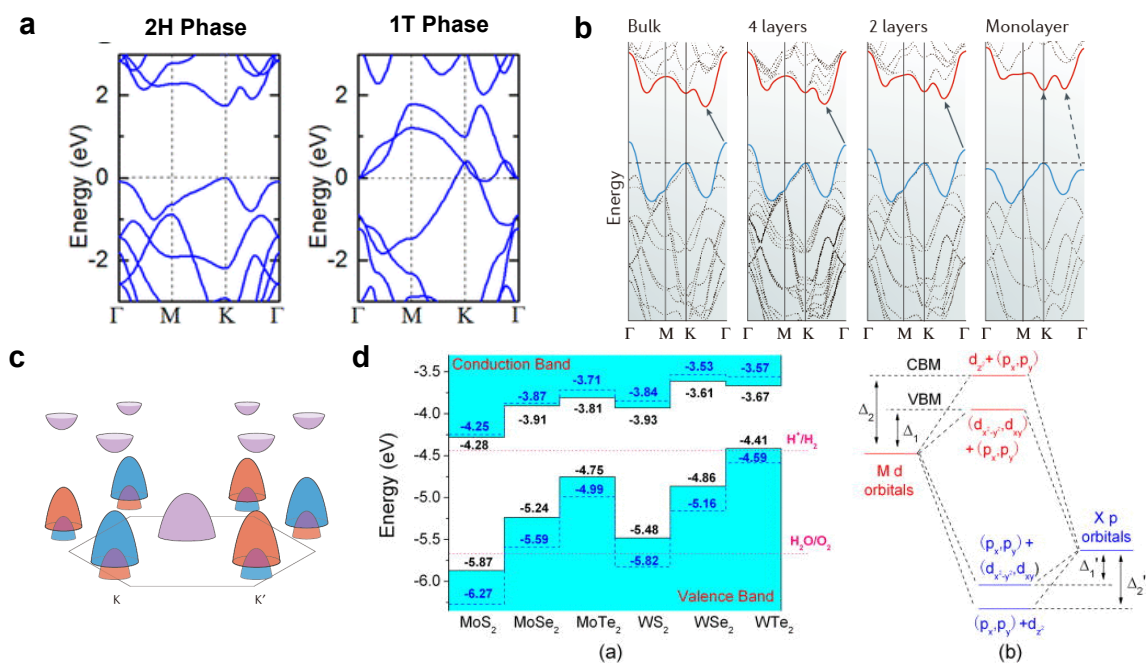 a
2H Phase
1T Phase
Energy (eV)
2
0
-2
Γ M K Γ
Energy (eV)
2
0
-2
Γ M K Γ
b
Bulk
4 layers
2 layers
Monolayer
Energy
Γ M K Γ
Γ M K Γ
Γ M K Γ
Γ M K Γ
c
K
K′
d
Energy (eV)
-3.5
-4.0
-4.5
-5.0
-5.5
-6.0
Conduction Band
-4.25
-4.28
-3.87
-3.91
-3.71
-3.81
-3.84
-3.93
-3.53
-3.61
-3.57
-3.67
H⁺/H₂
-5.87
-6.27
-5.24
-5.59
-4.75
-4.99
-5.48
-5.82
-4.86
-5.16
-4.41
-4.59
H₂O/O₂
Valence Band
MoS₂ MoSe₂ MoTe₂ WS₂ WSe₂ WTe₂
(a)
CBM
d_z² + (pₓ,p_y)
VBM
Δ₂
Δ₁
(d_x²-y²,d_xy)
+ (pₓ,p_y)
M d
orbitals
X p
orbitals
(pₓ,p_y) +
(d_x²-y²,d_xy)
Δ₁'
Δ₂'
(pₓ,p_y) +d_z²
(b)